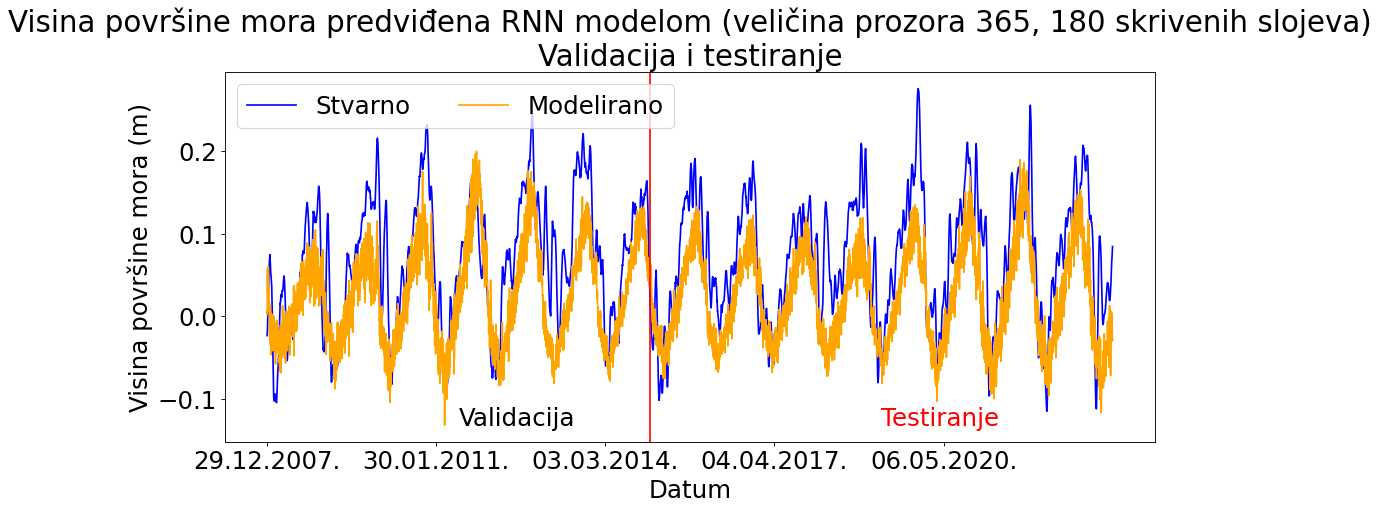 Visina površine mora predviđena RNN modelom (veličina prozora 365, 180 skrivenih slojeva)
Validacija i testiranje
Stvarno
Modelirano
Visina površine mora (m)
0.2
0.1
0.0
−0.1
Validacija
Testiranje
29.12.2007.
30.01.2011.
03.03.2014.
04.04.2017.
06.05.2020.
Datum